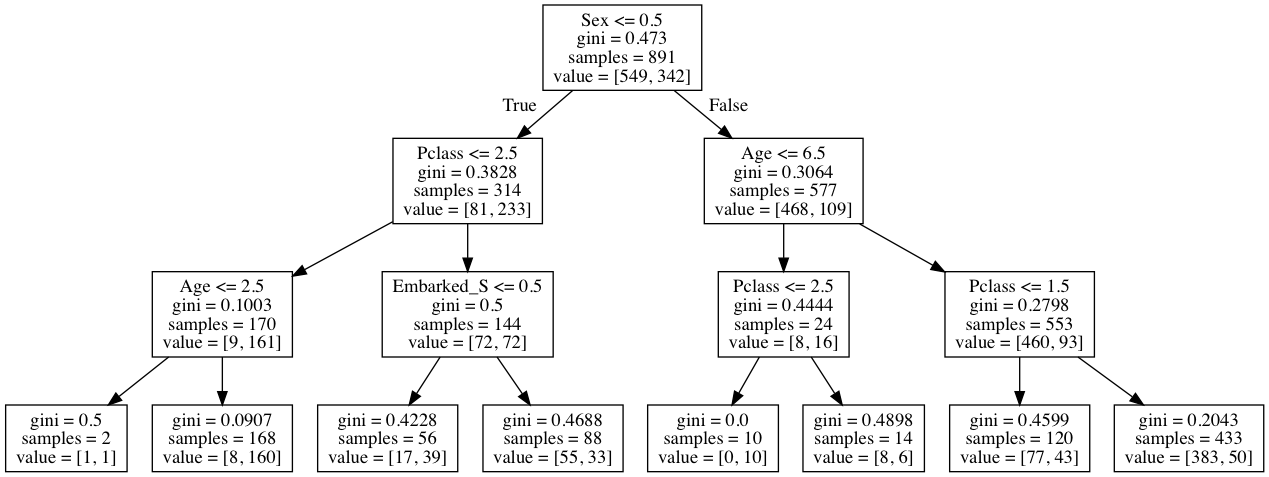 Sex <= 0.5
gini = 0.473
samples = 891
value = [549, 342]
True
False
Pclass <= 2.5
gini = 0.3828
samples = 314
value = [81, 233]
Age <= 6.5
gini = 0.3064
samples = 577
value = [468, 109]
Age <= 2.5
gini = 0.1003
samples = 170
value = [9, 161]
Embarked_S <= 0.5
gini = 0.5
samples = 144
value = [72, 72]
Pclass <= 2.5
gini = 0.4444
samples = 24
value = [8, 16]
Pclass <= 1.5
gini = 0.2798
samples = 553
value = [460, 93]
gini = 0.5
samples = 2
value = [1, 1]
gini = 0.0907
samples = 168
value = [8, 160]
gini = 0.4228
samples = 56
value = [17, 39]
gini = 0.4688
samples = 88
value = [55, 33]
gini = 0.0
samples = 10
value = [0, 10]
gini = 0.4898
samples = 14
value = [8, 6]
gini = 0.4599
samples = 120
value = [77, 43]
gini = 0.2043
samples = 433
value = [383, 50]